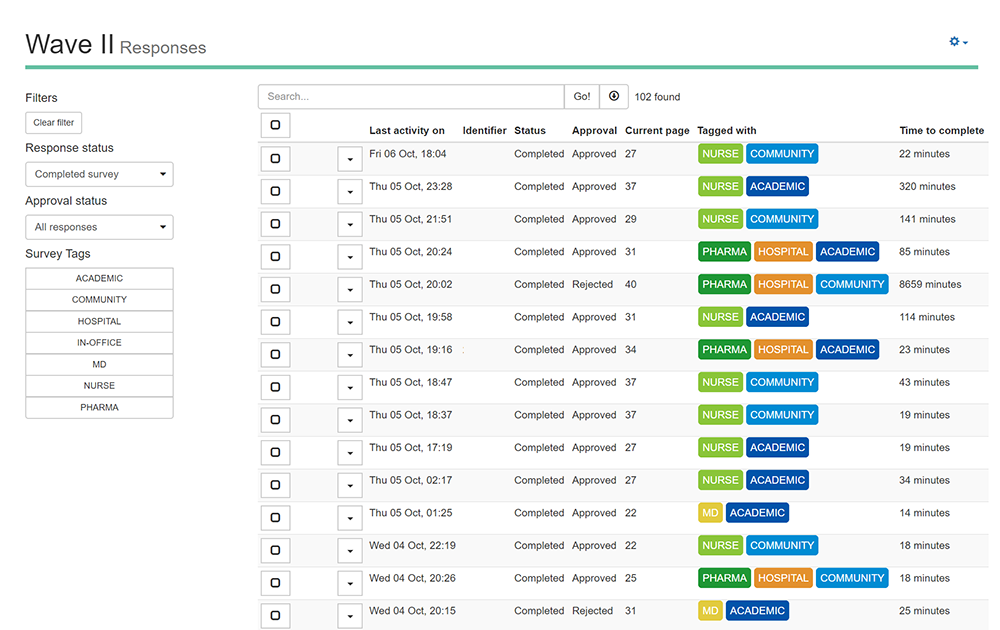 Wave II Responses
Filters
Clear filter
Response status
Completed survey
Approval status
All responses
Survey Tags
ACADEMIC
COMMUNITY
HOSPITAL
IN-OFFICE
MD
NURSE
PHARMA
Search... Go! 102 found
Last activity on Identifier Status Approval Current page Tagged with Time to complete
Fri 06 Oct, 18:04 Completed Approved 27 NURSE COMMUNITY 22 minutes
Thu 05 Oct, 23:28 Completed Approved 37 NURSE ACADEMIC 320 minutes
Thu 05 Oct, 21:51 Completed Approved 29 NURSE COMMUNITY 141 minutes
Thu 05 Oct, 20:24 Completed Approved 31 PHARMA HOSPITAL ACADEMIC 85 minutes
Thu 05 Oct, 20:02 Completed Rejected 40 PHARMA HOSPITAL COMMUNITY 8659 minutes
Thu 05 Oct, 19:58 Completed Approved 31 NURSE ACADEMIC 114 minutes
Thu 05 Oct, 19:16 Completed Approved 34 PHARMA HOSPITAL ACADEMIC 23 minutes
Thu 05 Oct, 18:47 Completed Approved 37 NURSE COMMUNITY 43 minutes
Thu 05 Oct, 18:37 Completed Approved 37 NURSE COMMUNITY 19 minutes
Thu 05 Oct, 17:19 Completed Approved 27 NURSE ACADEMIC 19 minutes
Thu 05 Oct, 02:17 Completed Approved 27 NURSE ACADEMIC 34 minutes
Thu 05 Oct, 01:25 Completed Approved 22 MD ACADEMIC 14 minutes
Wed 04 Oct, 22:19 Completed Approved 22 NURSE COMMUNITY 18 minutes
Wed 04 Oct, 20:26 Completed Approved 25 PHARMA HOSPITAL COMMUNITY 18 minutes
Wed 04 Oct, 20:15 Completed Rejected 31 MD ACADEMIC 25 minutes